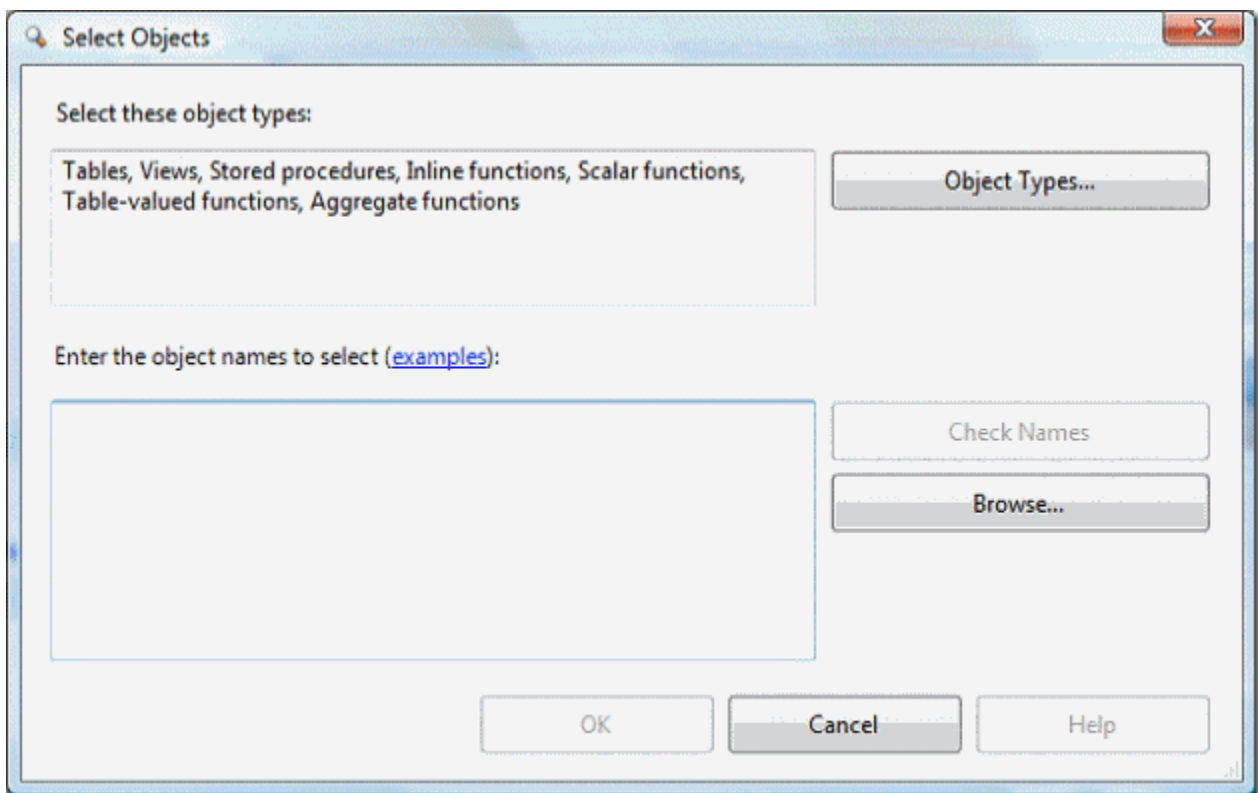 Select Objects
Select these object types:
Tables, Views, Stored procedures, Inline functions, Scalar functions,
Table-valued functions, Aggregate functions
Object Types...
Enter the object names to select (examples):
Check Names
Browse...
OK
Cancel
Help